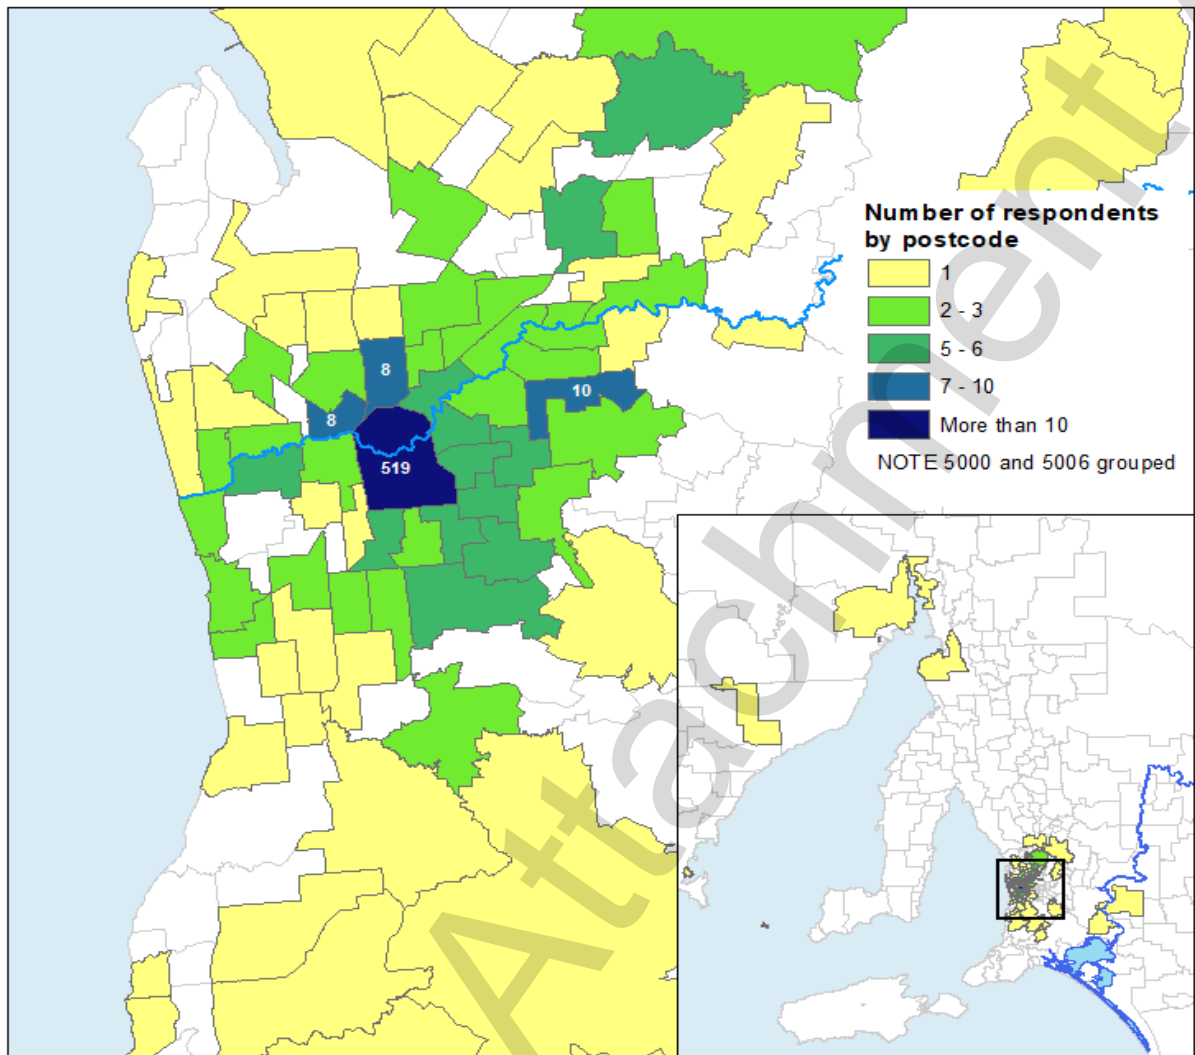 Number of respondents
by postcode
1
2 - 3
5 - 6
7 - 10
More than 10
NOTE 5000 and 5006 grouped
8
10
8
519
Attachment